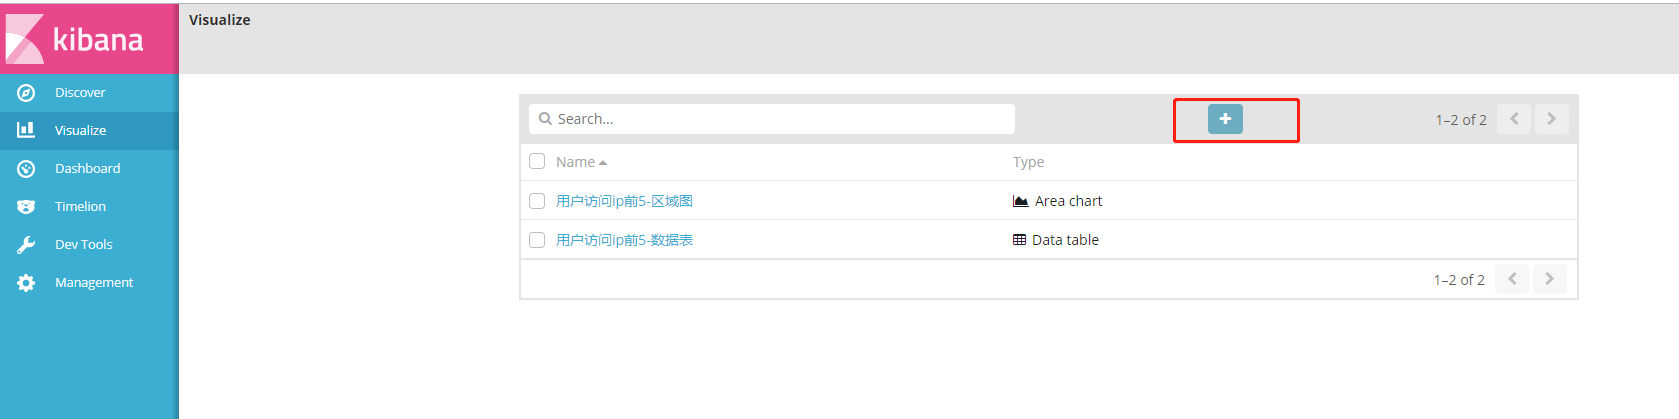 Visualize
kibana
Discover
Visualize
Dashboard
Timelion
Dev Tools
Management
Search...
1–2 of 2
Name
Type
用户访问ip前5-区域图
Area chart
用户访问ip前5-数据表
Data table
1–2 of 2